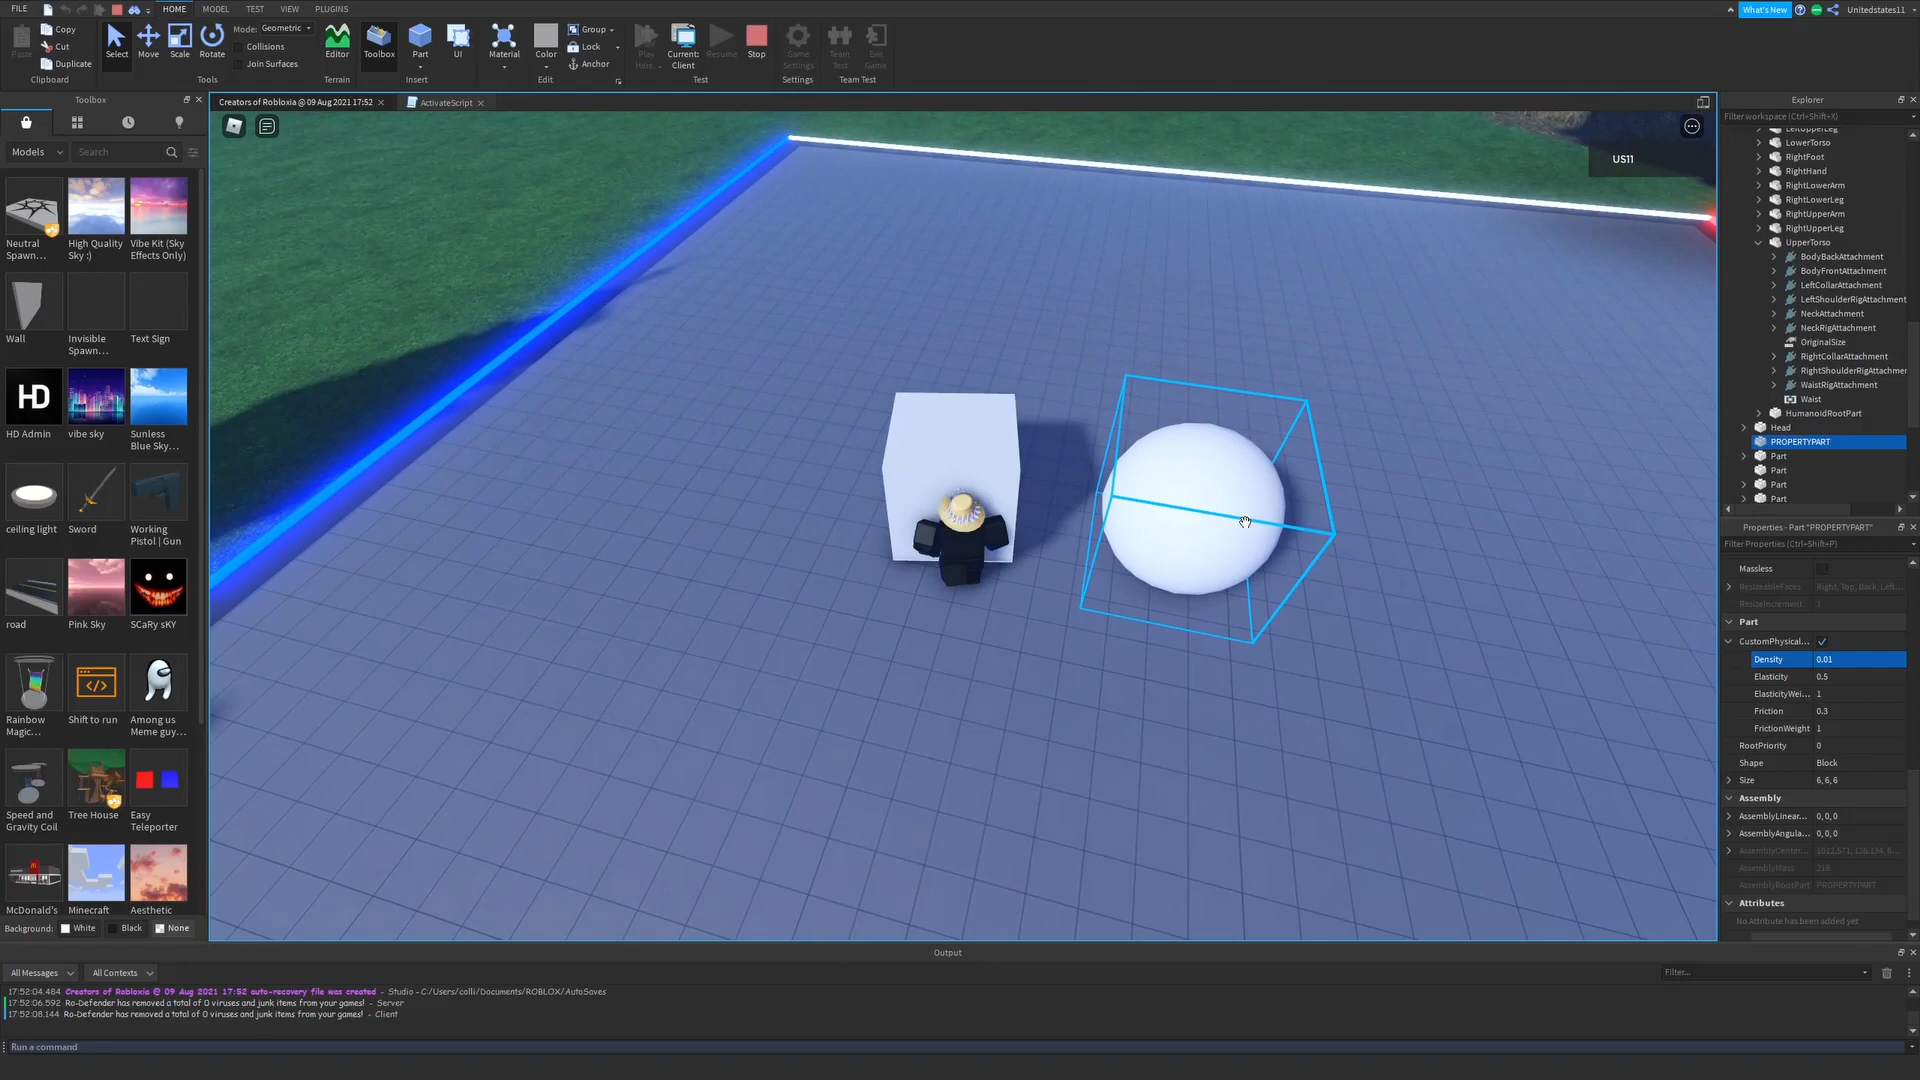 FILE HOME MODEL TEST VIEW PLUGINS What's New Unitedstates11
Copy
Cut
Duplicate
Paste
Clipboard
Select Move Scale Rotate
Mode: Geometric
Collisions
Join Surfaces
Tools
Editor
Terrain
Toolbox Part UI
Insert
Material Color
Group
Lock
Anchor
Edit
Play Here
Current: Client
Resume
Stop
Test
Game Settings
Settings
Team Test
Exit Game
Team Test
Toolbox
Models Search
Neutral Spawn...
High Quality Sky :)
Vibe Kit (Sky Effects Only)
Wall
Invisible Spawn...
Text Sign
HD
HD Admin
vibe sky
Sunless Blue Sky...
ceiling light
Sword
Working Pistol | Gun
road
Pink Sky
SCaRy sKY
Rainbow Magic...
Shift to run
Among us Meme guy...
Speed and Gravity Coil
Tree House
Easy Teleporter
McDonald's
Minecraft
Aesthetic
Background: White Black None
Creators of Robloxia @ 09 Aug 2021 17:52
ActivateScript
US11
Explorer
Filter workspace (Ctrl+Shift+X)
LeftUpperLeg
LowerTorso
RightFoot
RightHand
RightLowerArm
RightLowerLeg
RightUpperArm
RightUpperLeg
UpperTorso
BodyBackAttachment
BodyFrontAttachment
LeftCollarAttachment
LeftShoulderRigAttachment
NeckAttachment
NeckRigAttachment
OriginalSize
RightCollarAttachment
RightShoulderRigAttachmer
WaistRigAttachment
Waist
HumanoidRootPart
Head
PROPERTYPART
Part
Part
Part
Part
Properties - Part "PROPERTYPART"
Filter Properties (Ctrl+Shift+P)
Massless
ResizeableFaces Right, Top, Back, Left...
ResizeIncrement 1
Part
CustomPhysical...
Density 0.01
Elasticity 0.5
ElasticityWei... 1
Friction 0.3
FrictionWeight 1
RootPriority 0
Shape Block
Size 6, 6, 6
Assembly
AssemblyLinear... 0, 0, 0
AssemblyAngula... 0, 0, 0
AssemblyCenter...
AssemblyMass 216
AssemblyRootPart PROPERTYPART
Attributes
No Attribute has been added yet
Output
All Messages All Contexts Filter...
17:52:04.484 Creators of Robloxia @ 09 Aug 2021 17:52 auto-recovery file was created - Studio - C:/Users/colli/Documents/ROBLOX/AutoSaves
17:52:06.592 Ro-Defender has removed a total of 0 viruses and junk items from your games! - Server
17:52:08.144 Ro-Defender has removed a total of 0 viruses and junk items from your games! - Client
Run a command